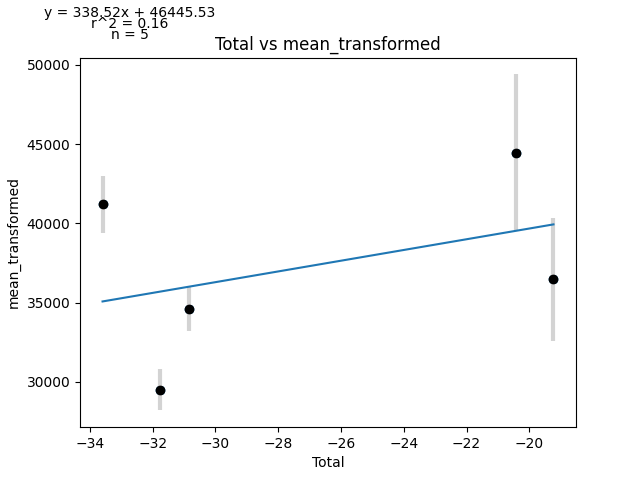 y = 338.52x + 46445.53
r^2 = 0.16
n = 5
Total vs mean_transformed
50000
45000
40000
35000
30000
mean_transformed
−34
−32
−30
−28
−26
−24
−22
−20
Total